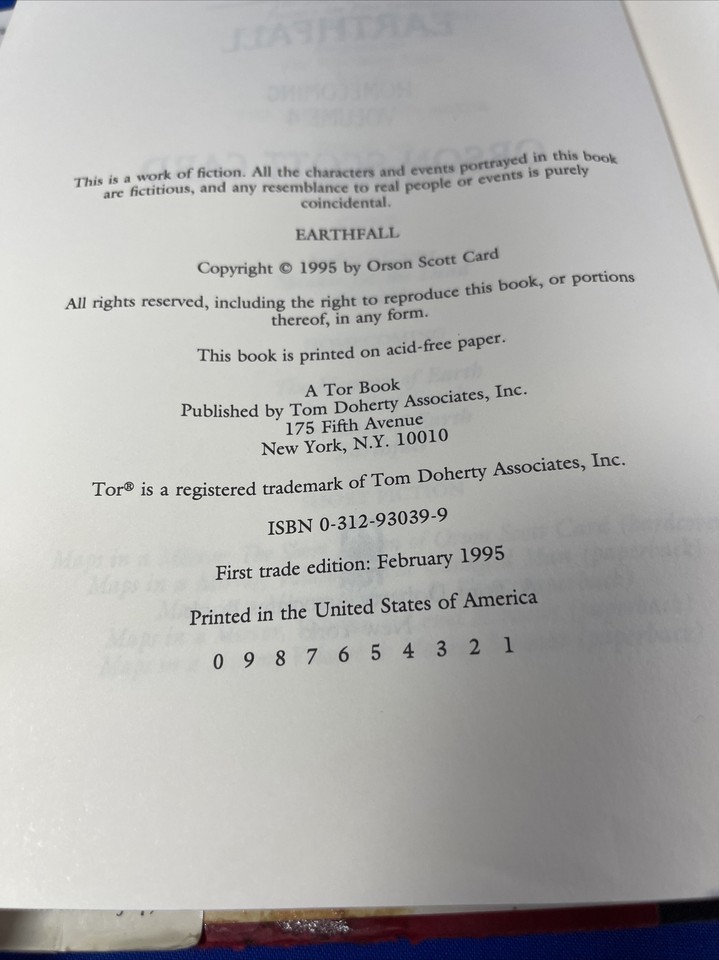 This is a work of fiction. All the characters and events portrayed in this book
are fictitious, and any resemblance to real people or events is purely
coincidental.
EARTHFALL
Copyright © 1995 by Orson Scott Card
All rights reserved, including the right to reproduce this book, or portions
thereof, in any form.
This book is printed on acid-free paper.
A Tor Book
Published by Tom Doherty Associates, Inc.
175 Fifth Avenue
New York, N.Y. 10010
Tor® is a registered trademark of Tom Doherty Associates, Inc.
ISBN 0-312-93039-9
First trade edition: February 1995
Printed in the United States of America
0 9 8 7 6 5 4 3 2 1